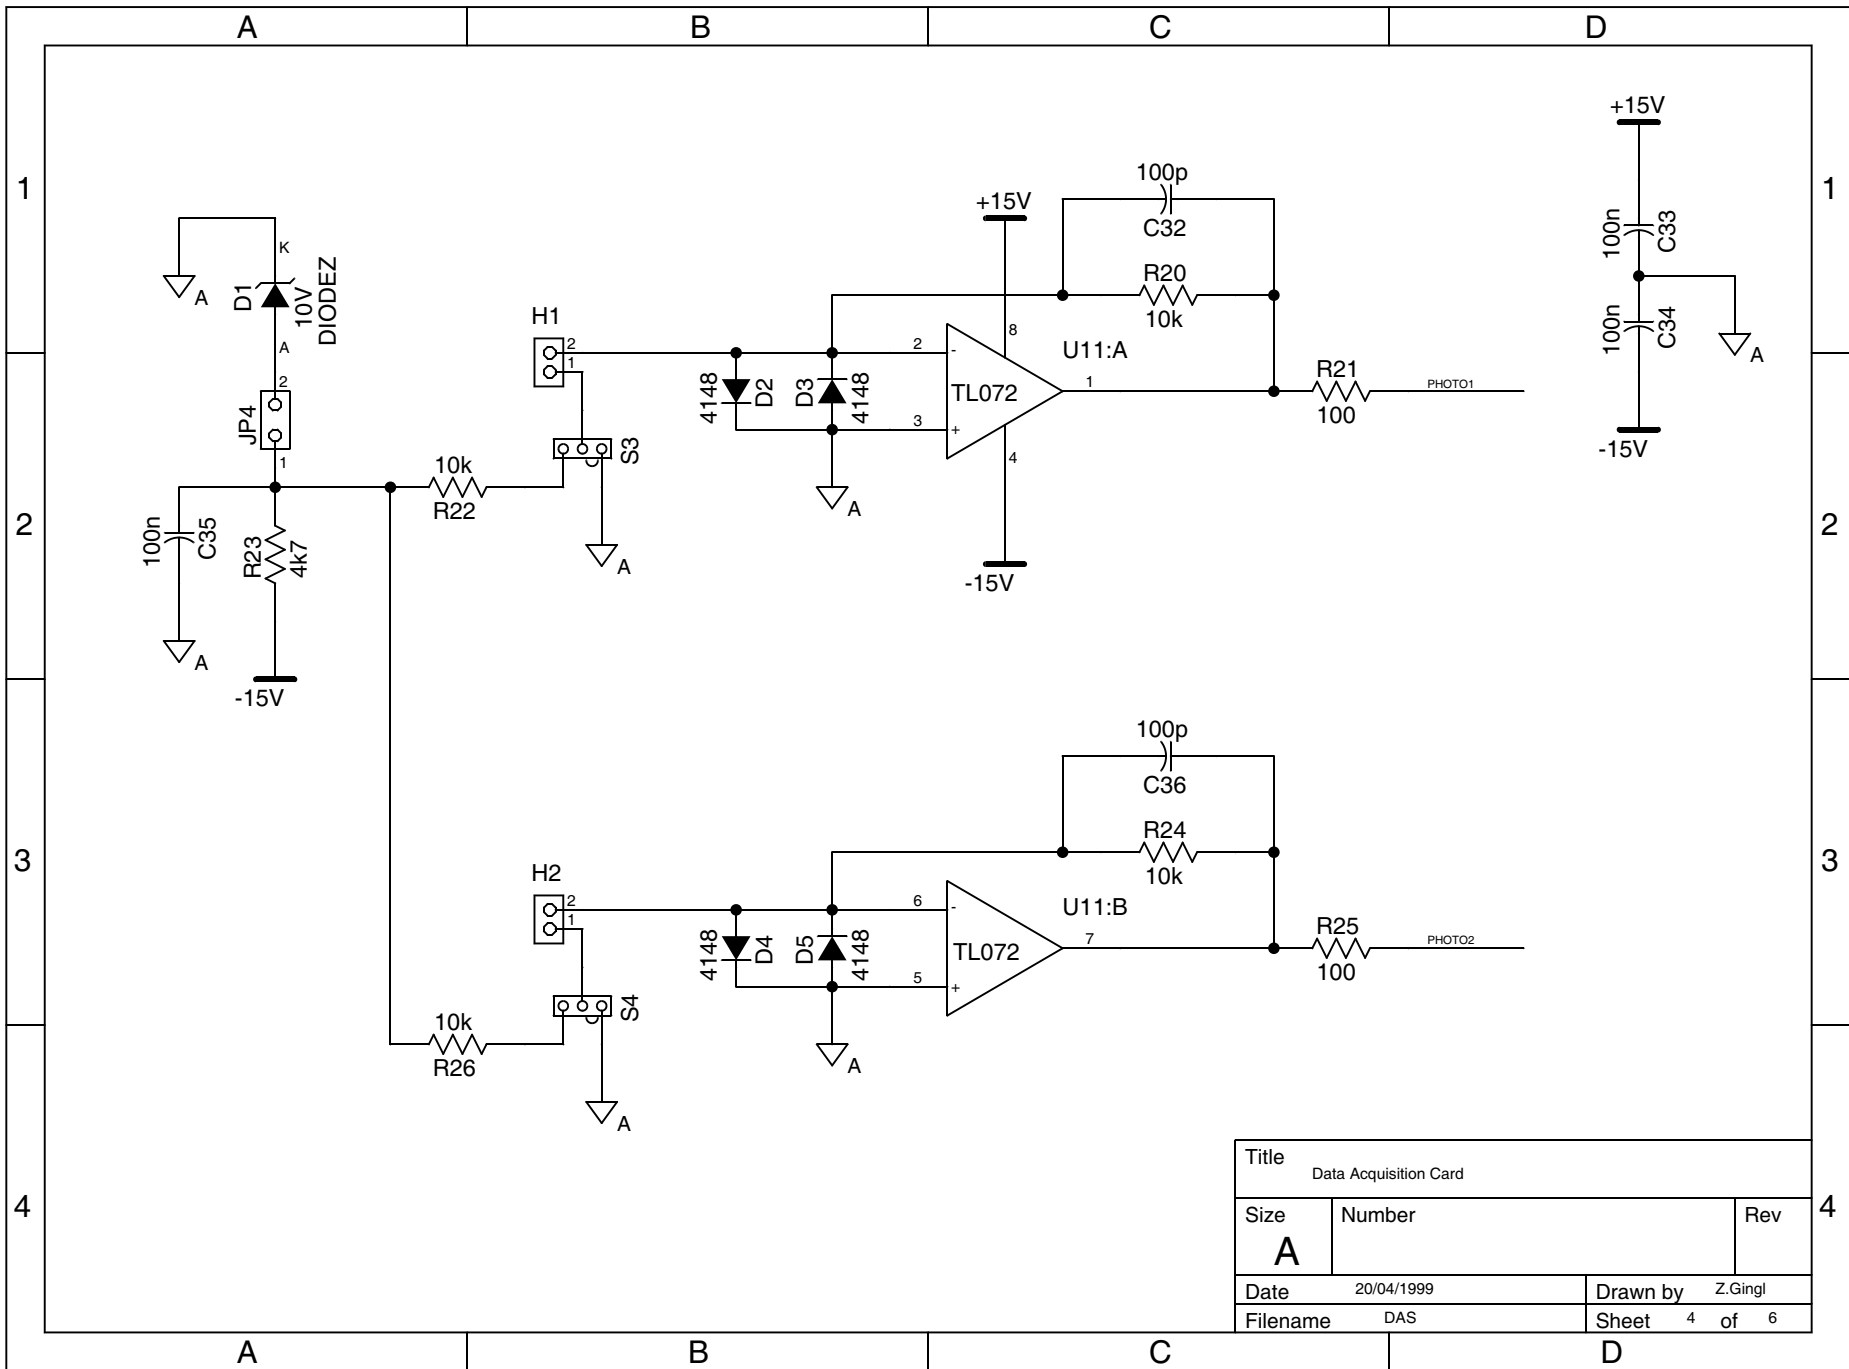 A B C D
1 1
+15V
100n C33
100n C34
A
-15V
K
A
D1 10V DIODEZ
A
2
JP4
1
100n C35
R23 4k7
A
-15V
10k
R22
H1
2
1
S3
A
4148 D2
D3 4148
A
+15V
100p
C32
R20
10k
2 - 8
U11:A
TL072
1
3 +
4
-15V
R21
100
PHOTO1
2 2
100p
C36
R24
10k
3 3
H2
2
1
S4
10k
R26
A
4148 D4
D5 4148
A
6 -
U11:B
TL072
7
5 +
R25
100
PHOTO2
4 4
Title
Data Acquisition Card
Size Number Rev
A
Date 20/04/1999 Drawn by Z.Gingl
Filename DAS Sheet 4 of 6
A B C D